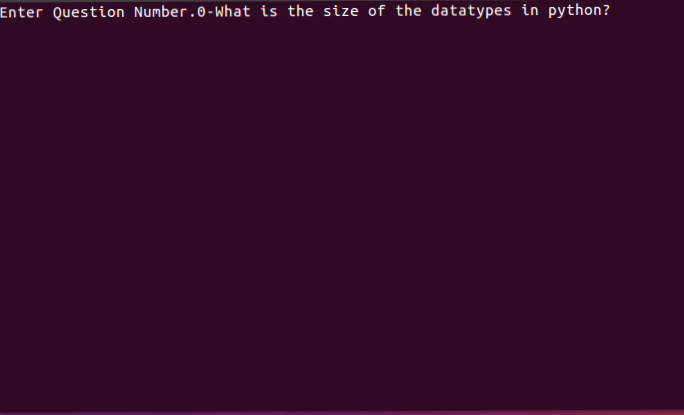 Enter Question Number.0-What is the size of the datatypes in python?